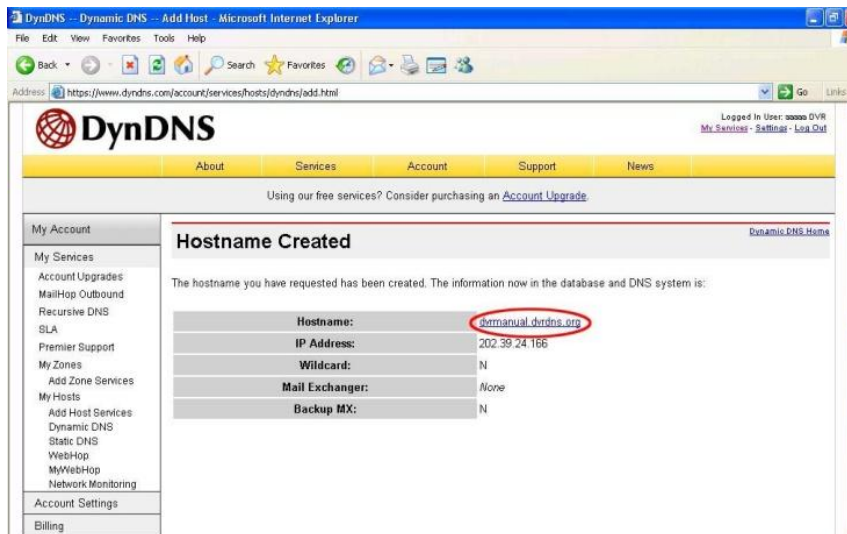 DynDNS -- Dynamic DNS -- Add Host - Microsoft Internet Explorer
File Edit View Favorites Tools Help
Back Search Favorites
Address https://www.dyndns.com/account/services/hosts/dyndns/add.html Go Links
DynDNS
Logged In User: DVR
My Services - Settings - Log Out
About Services Account Support News
Using our free services? Consider purchasing an Account Upgrade.
My Account
My Services
Account Upgrades
MailHop Outbound
Recursive DNS
SLA
Premier Support
My Zones
Add Zone Services
My Hosts
Add Host Services
Dynamic DNS
Static DNS
WebHop
MyWebHop
Network Monitoring
Account Settings
Billing
Hostname Created
Dynamic DNS Home
The hostname you have requested has been created. The information now in the database and DNS system is:
Hostname: dvrmanual.dvrdns.org
IP Address: 202.39.24.166
Wildcard: N
Mail Exchanger: None
Backup MX: N